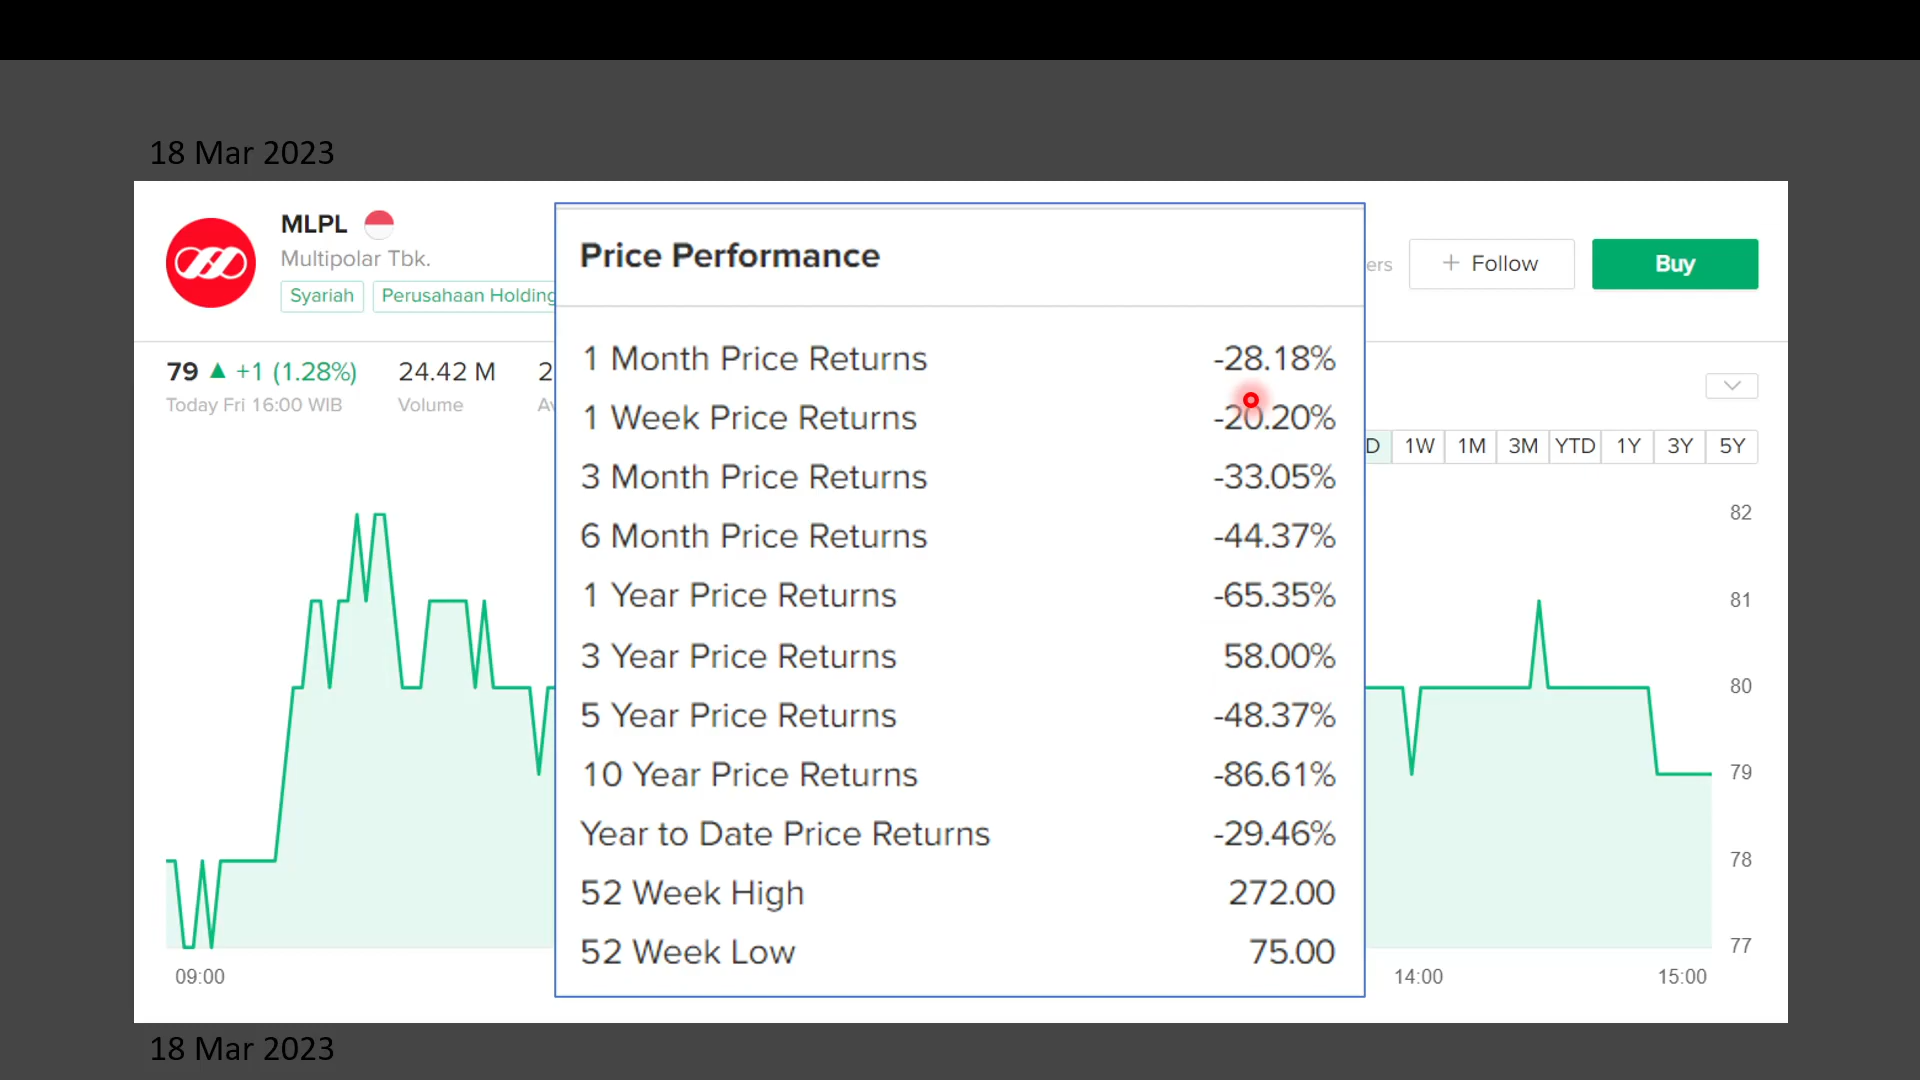 18 Mar 2023
MLPL
Multipolar Tbk.
Syariah Perusahaan Holding
+ Follow
Buy
79 ▲ +1 (1.28%) 24.42 M 2
Today Fri 16:00 WIB Volume
Price Performance
1 Month Price Returns -28.18%
1 Week Price Returns -20.20%
3 Month Price Returns -33.05%
6 Month Price Returns -44.37%
1 Year Price Returns -65.35%
3 Year Price Returns 58.00%
5 Year Price Returns -48.37%
10 Year Price Returns -86.61%
Year to Date Price Returns -29.46%
52 Week High 272.00
52 Week Low 75.00
ers
D 1W 1M 3M YTD 1Y 3Y 5Y
82
81
80
79
78
77
09:00 14:00 15:00
18 Mar 2023